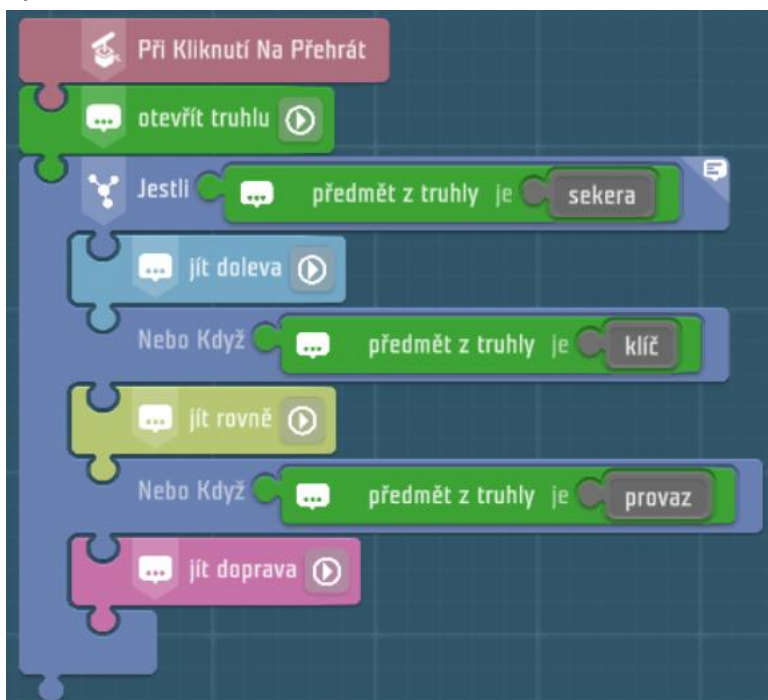 Při Kliknutí Na Přehrát
otevřít truhlu
Jestli předmět z truhly je sekera
jít doleva
Nebo Když předmět z truhly je klíč
jít rovně
Nebo Když předmět z truhly je provaz
jít doprava